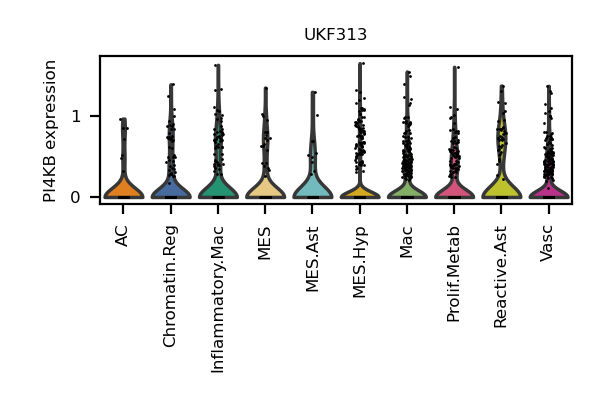 UKF313
PI4KB expression
1
0
AC
Chromatin.Reg
Inflammatory.Mac
MES
MES.Ast
MES.Hyp
Mac
Prolif.Metab
Reactive.Ast
Vasc